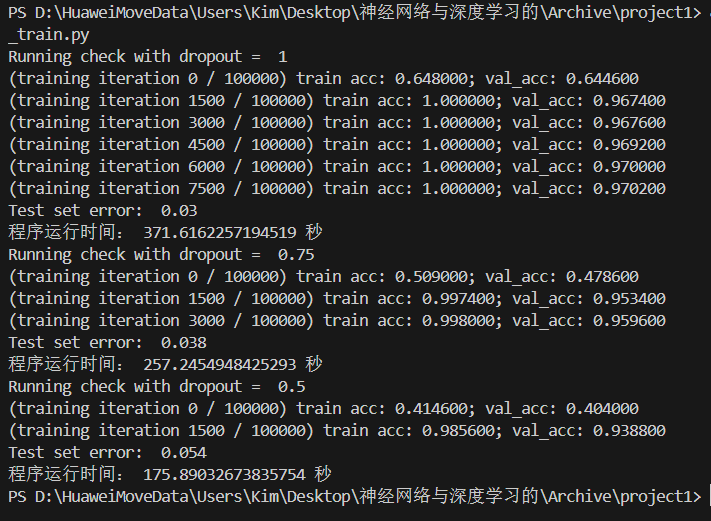 PS D:\HuaweiMoveData\Users\Kim\Desktop\神经网络与深度学习的\Archive\project1>
_train.py
Running check with dropout =  1
(training iteration 0 / 100000) train acc: 0.648000; val_acc: 0.644600
(training iteration 1500 / 100000) train acc: 1.000000; val_acc: 0.967400
(training iteration 3000 / 100000) train acc: 1.000000; val_acc: 0.967600
(training iteration 4500 / 100000) train acc: 1.000000; val_acc: 0.969200
(training iteration 6000 / 100000) train acc: 1.000000; val_acc: 0.970000
(training iteration 7500 / 100000) train acc: 1.000000; val_acc: 0.970200
Test set error:  0.03
程序运行时间： 371.6162257194519 秒
Running check with dropout =  0.75
(training iteration 0 / 100000) train acc: 0.509000; val_acc: 0.478600
(training iteration 1500 / 100000) train acc: 0.997400; val_acc: 0.953400
(training iteration 3000 / 100000) train acc: 0.998000; val_acc: 0.959600
Test set error:  0.038
程序运行时间： 257.2454948425293 秒
Running check with dropout =  0.5
(training iteration 0 / 100000) train acc: 0.414600; val_acc: 0.404000
(training iteration 1500 / 100000) train acc: 0.985600; val_acc: 0.938800
Test set error:  0.054
程序运行时间： 175.89032673835754 秒
PS D:\HuaweiMoveData\Users\Kim\Desktop\神经网络与深度学习的\Archive\project1>